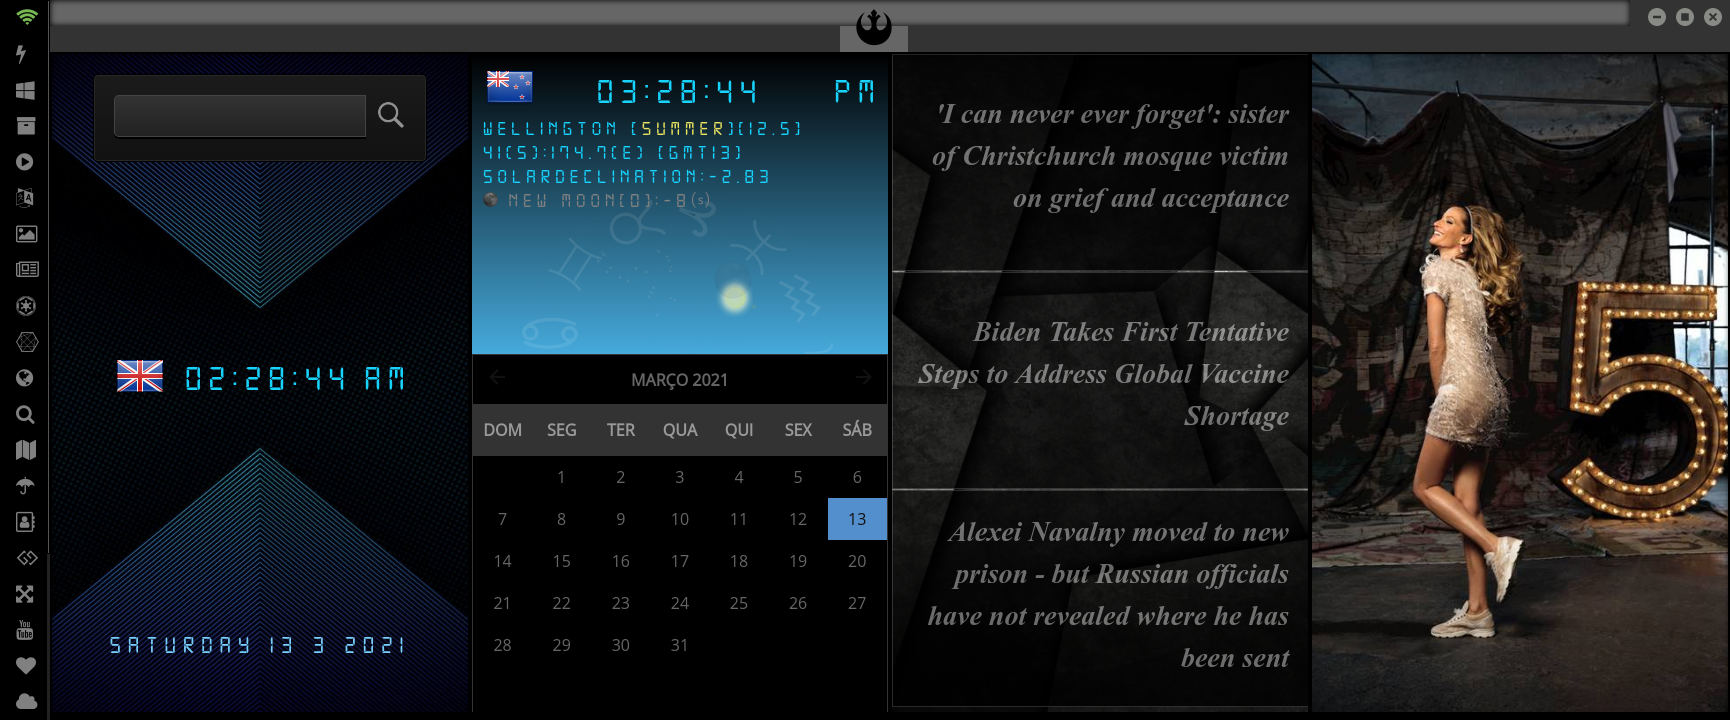 02:28:44 AM
SATURDAY 13 3 2021
03:28:44 PM
WELLINGTON [SUMMER][12.5]
41(S):174.7(E) [GMT13]
SOLARDECLINATION:-2.83
NEW MOON[0]:-8(s)
MARÇO 2021
DOM SEG TER QUA QUI SEX SÁB
1 2 3 4 5 6
7 8 9 10 11 12 13
14 15 16 17 18 19 20
21 22 23 24 25 26 27
28 29 30 31
'I can never ever forget': sister
of Christchurch mosque victim
on grief and acceptance
Biden Takes First Tentative
Steps to Address Global Vaccine
Shortage
Alexei Navalny moved to new
prison - but Russian officials
have not revealed where he has
been sent
5
You
Tube